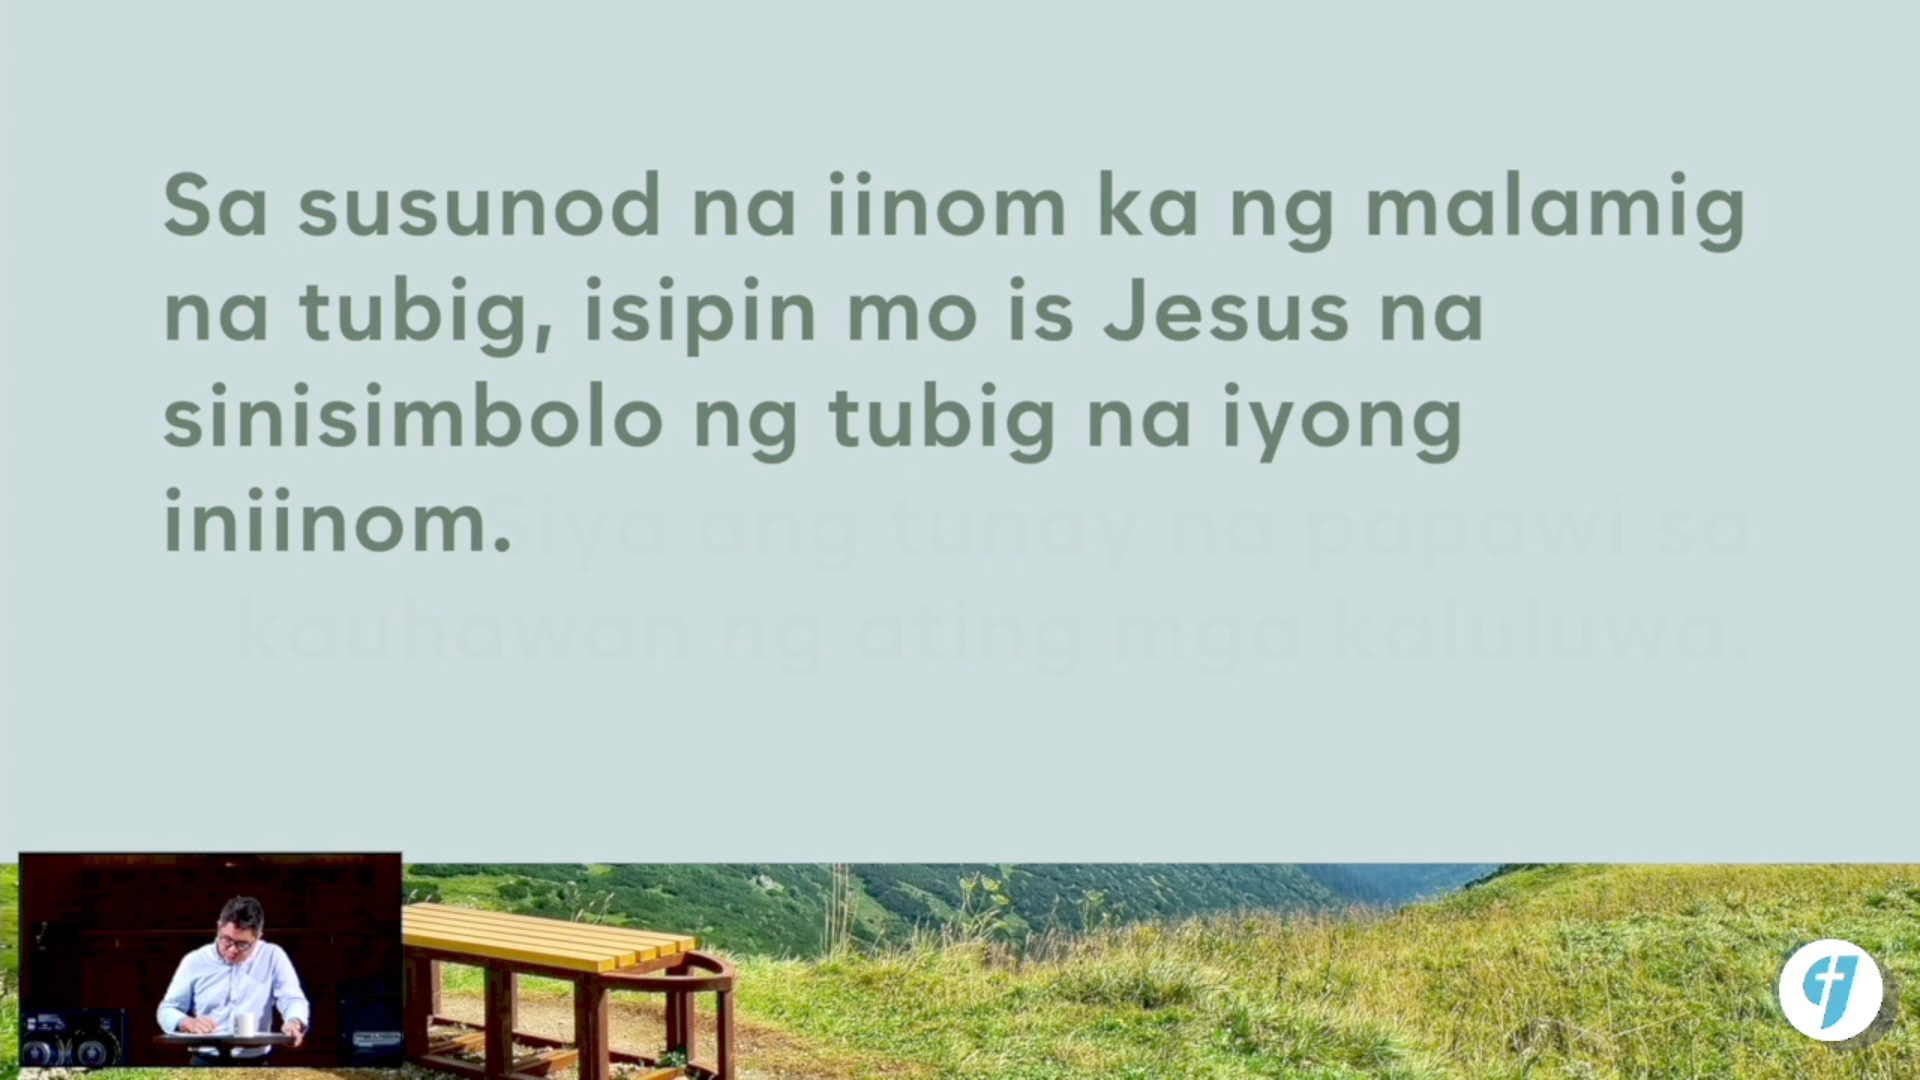 Sa susunod na iinom ka ng malamig
na tubig, isipin mo is Jesus na
sinisimbolo ng tubig na iyong
iniinom.
Siya ang tunay na papawi sa
kauhawan ng ating mga kaluluwa.